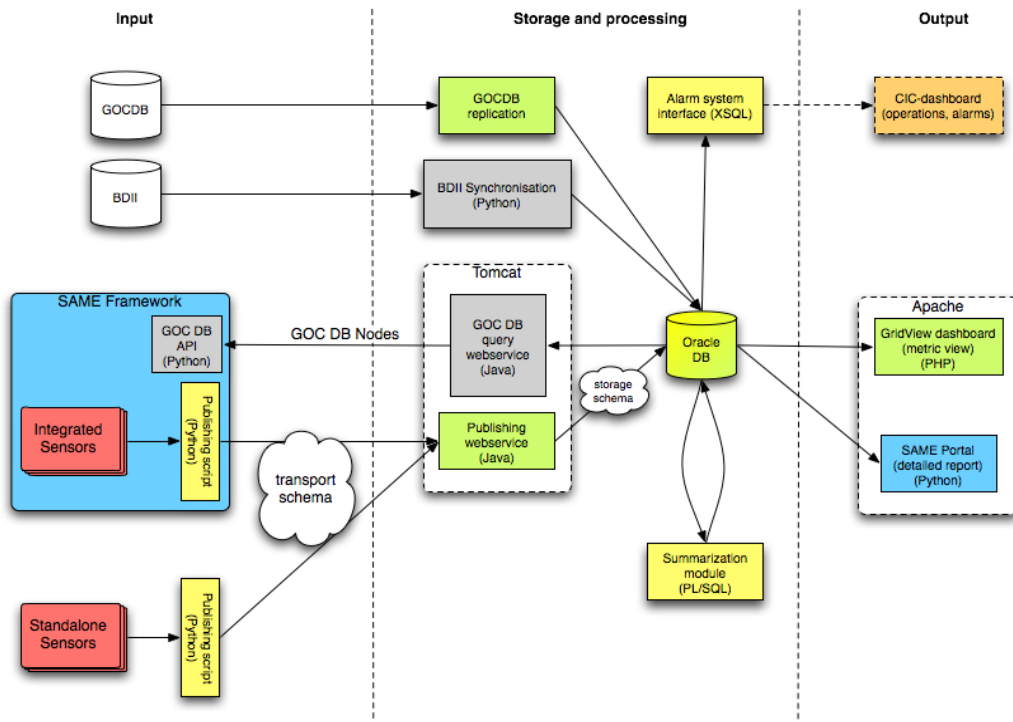 Input
Storage and processing
Output
GOCDB
GOCDB
replication
Alarm system
interface (XSQL)
CIC-dashboard
(operations, alarms)
BDII
BDII Synchronisation
(Python)
SAME Framework
GOC DB
API
(Python)
GOC DB Nodes
Tomcat
GOC DB
query
webservice
(Java)
Oracle
DB
Apache
GridView dashboard
(metric view)
(PHP)
Integrated
Sensors
Publishing script
(Python)
transport
schema
Publishing
webservice
(Java)
storage
schema
SAME Portal
(detailed report)
(Python)
Summarization
module
(PL/SQL)
Standalone
Sensors
Publishing script
(Python)